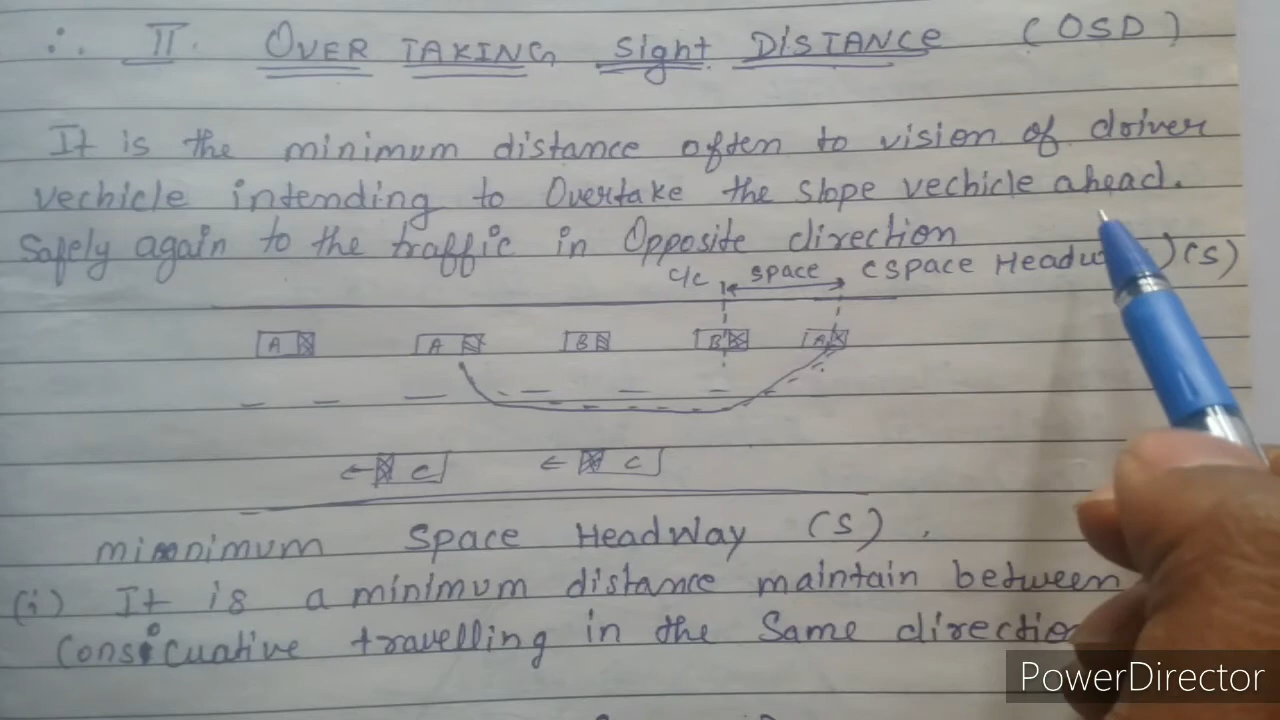 ∴ II. OVER TAKING Sight DISTANCE (OSD)
It is the minimum distance often to vision of driver
vechicle intending to Overtake the slope vechicle ahead.
Safely again to the traffic in Opposite direction
c/c space (Space Headw )(S)
A A B B A
C C
minimum Space Headway (S).
(i) It is a minimum distance maintain between
Consicuative travelling in the Same directio
PowerDirector